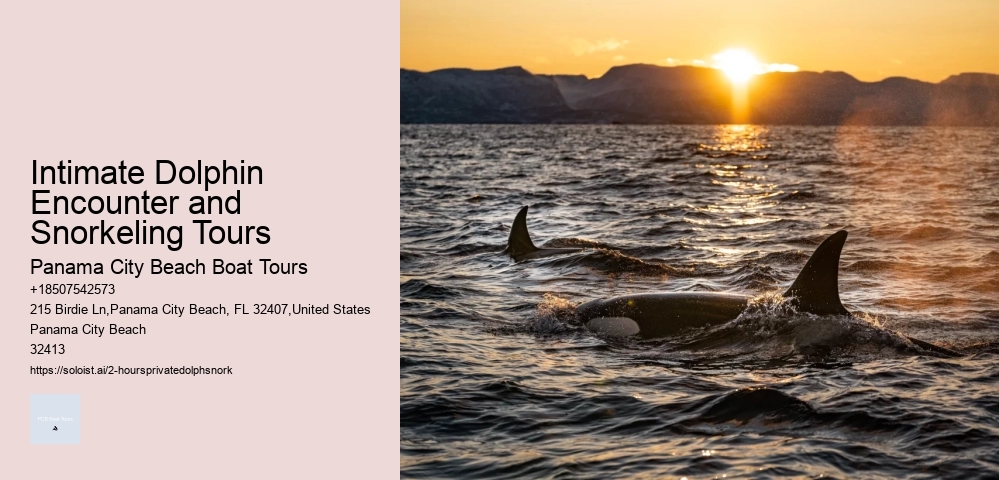 Intimate Dolphin
Encounter and
Snorkeling Tours
Panama City Beach Boat Tours
+18507542573
215 Birdie Ln,Panama City Beach, FL 32407,United States
Panama City Beach
32413
https://soloist.ai/2-hoursprivatedolphsnork